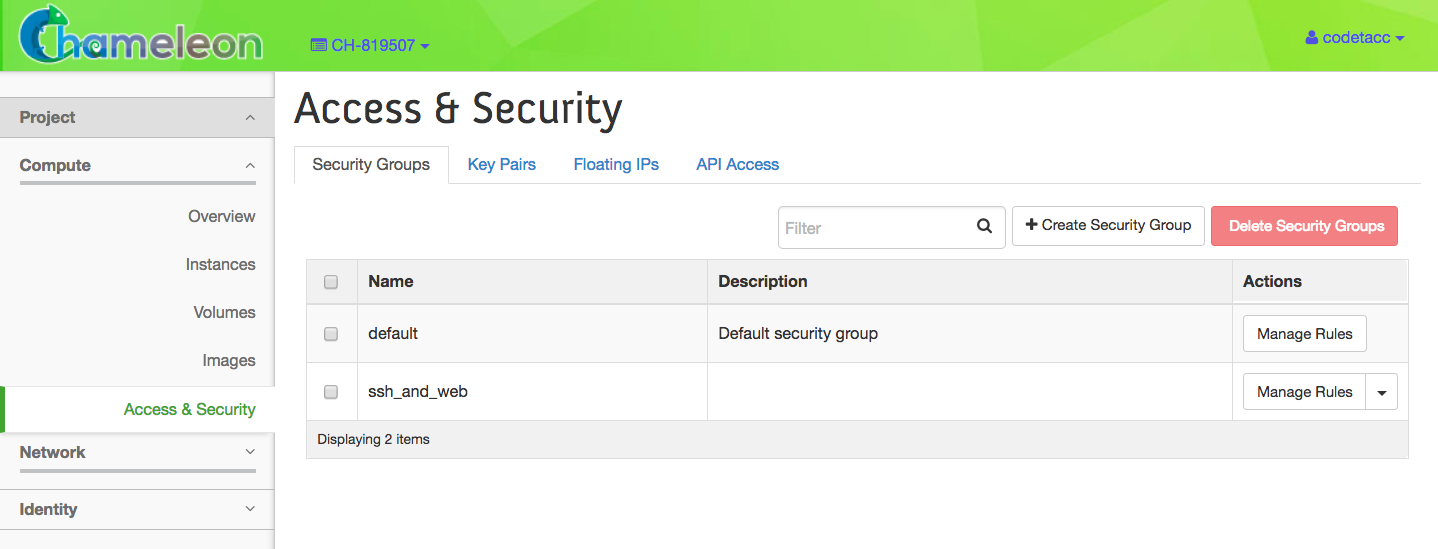 Chameleon
CH-819507
codetacc
Project
Compute
Overview
Instances
Volumes
Images
Access & Security
Network
Identity
Access & Security
Security Groups Key Pairs Floating IPs API Access
Filter Create Security Group Delete Security Groups
Name Description Actions
default Default security group Manage Rules
ssh_and_web Manage Rules
Displaying 2 items